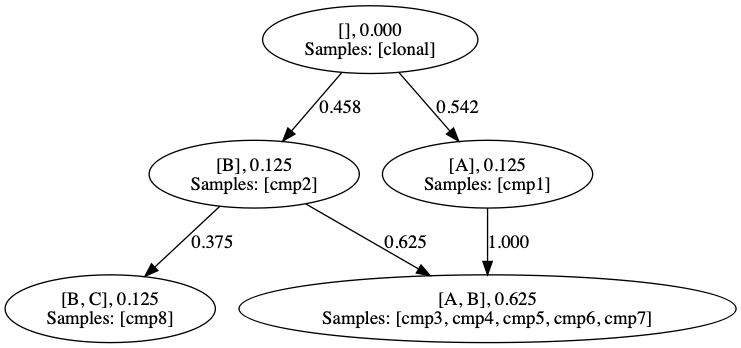 [], 0.000
Samples: [clonal]
0.458
0.542
[B], 0.125
Samples: [cmp2]
[A], 0.125
Samples: [cmp1]
0.375
0.625
1.000
[B, C], 0.125
Samples: [cmp8]
[A, B], 0.625
Samples: [cmp3, cmp4, cmp5, cmp6, cmp7]